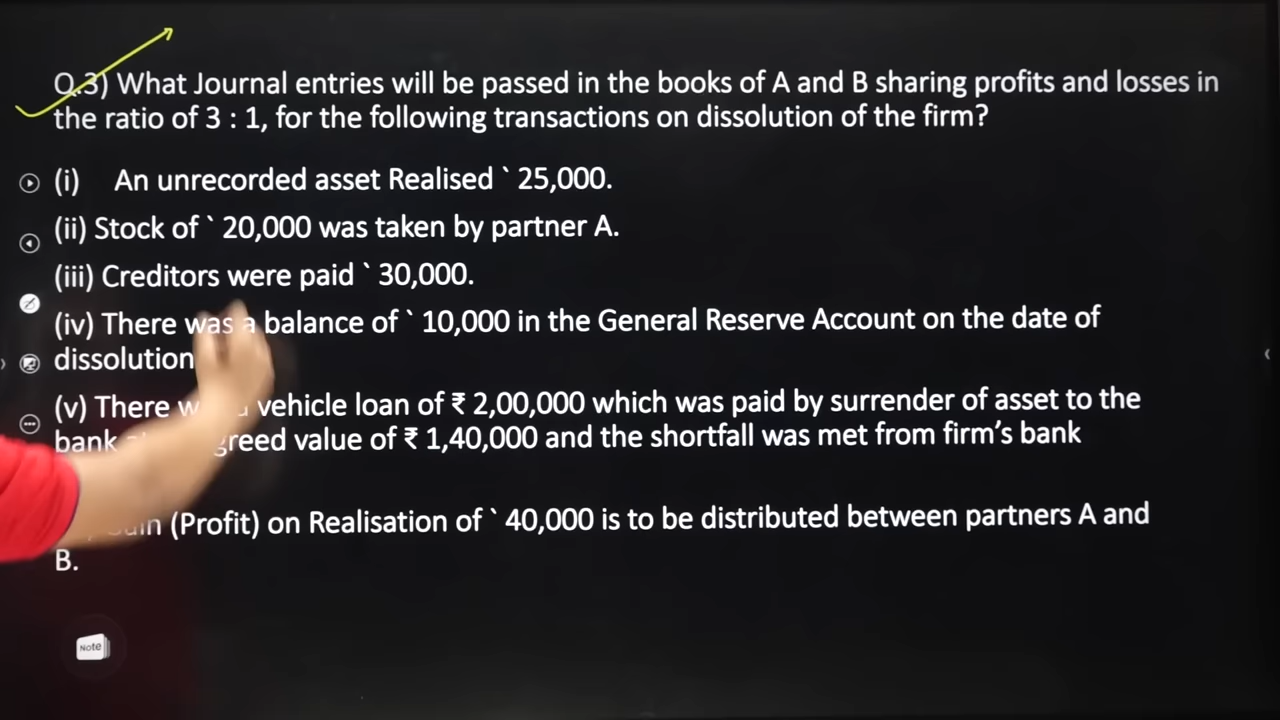 Q.3) What Journal entries will be passed in the books of A and B sharing profits and losses in
the ratio of 3 : 1, for the following transactions on dissolution of the firm?
(i) An unrecorded asset Realised ` 25,000.
(ii) Stock of ` 20,000 was taken by partner A.
(iii) Creditors were paid ` 30,000.
(iv) There was a balance of ` 10,000 in the General Reserve Account on the date of
dissolution
(v) There vehicle loan of ₹ 2,00,000 which was paid by surrender of asset to the
bank value of ₹ 1,40,000 and the shortfall was met from firm’s bank
(Profit) on Realisation of ` 40,000 is to be distributed between partners A and
B.
Note